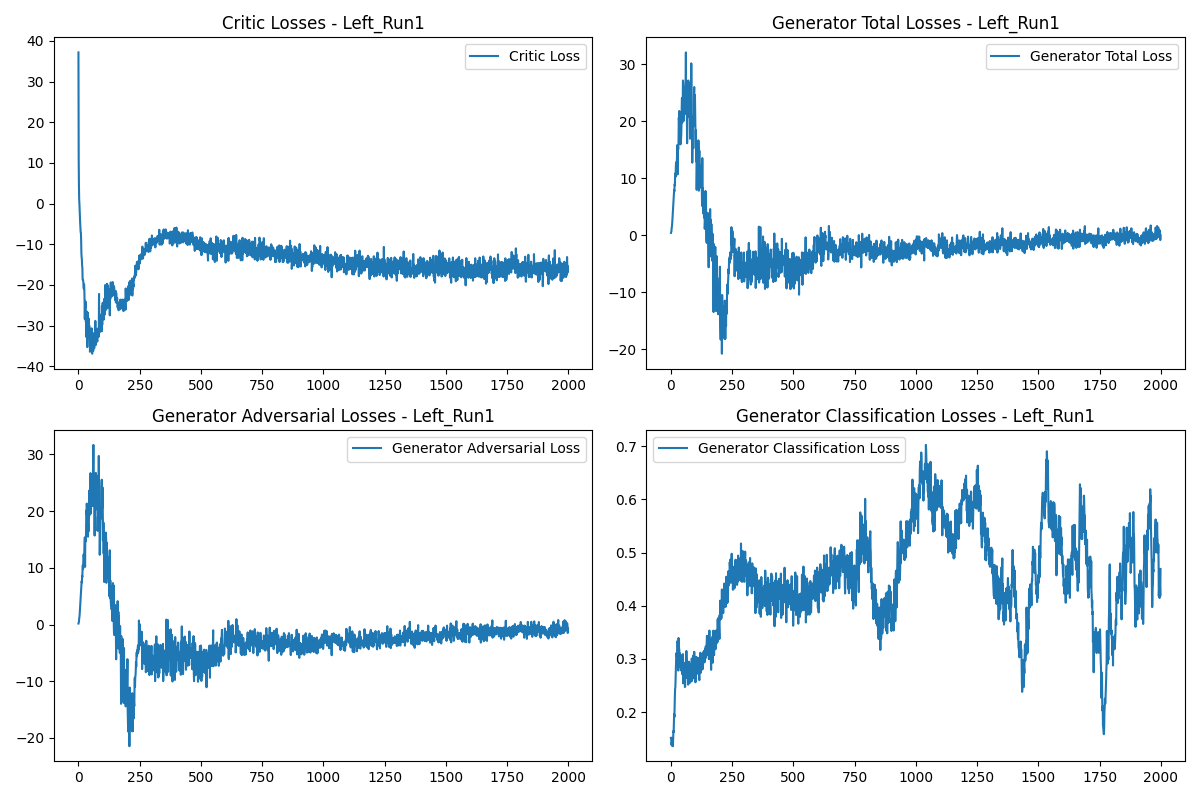 Critic Losses - Left_Run1
Critic Loss
40
30
20
10
0
−10
−20
−30
−40
0 250 500 750 1000 1250 1500 1750 2000
Generator Total Losses - Left_Run1
Generator Total Loss
30
20
10
0
−10
−20
0 250 500 750 1000 1250 1500 1750 2000
Generator Adversarial Losses - Left_Run1
Generator Adversarial Loss
30
20
10
0
−10
−20
0 250 500 750 1000 1250 1500 1750 2000
Generator Classification Losses - Left_Run1
Generator Classification Loss
0.7
0.6
0.5
0.4
0.3
0.2
0 250 500 750 1000 1250 1500 1750 2000